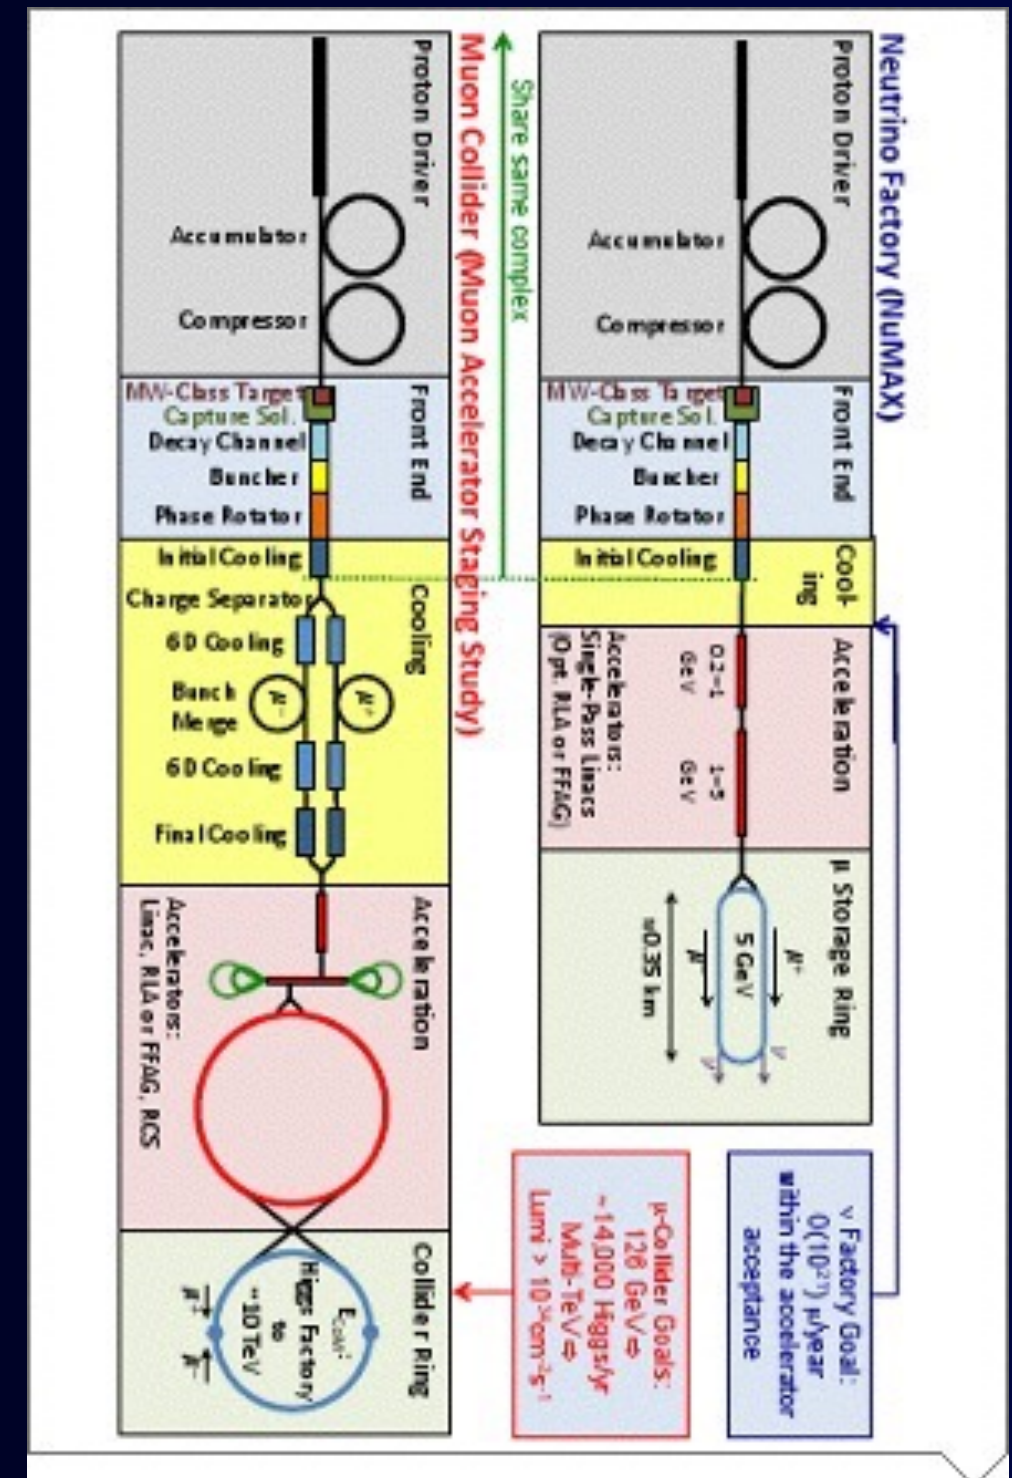 Neutrino Factory (NuMAX)
Proton Driver
Accumulator
Compressor
Front End
MW-Class Target
Capture Sol.
Decay Channel
Buncher
Phase Rotator
Cool-
ing
Initial Cooling
Acceleration
0.2–1
GeV
1–5
GeV
Accelerators:
Single-Pass Linacs
(Opt. RLA or FFAG)
μ Storage Ring
μ⁺
5 GeV
μ⁻
ν
ν
≈0.35 km
ν Factory Goal:
O(10²¹) μ/year
within the accelerator
acceptance
μ-Collider Goals:
126 GeV⇨
~14,000 Higgs/yr
Multi-TeV⇨
Lumi > 10³⁴cm⁻²s⁻¹
Share same complex
Muon Collider (Muon Accelerator Staging Study)
Proton Driver
Accumulator
Compressor
Front End
MW-Class Target
Capture Sol.
Decay Channel
Buncher
Phase Rotator
Cooling
Initial Cooling
Charge Separator
6D Cooling
μ⁺
μ⁻
Bunch
Merge
6D Cooling
Final Cooling
Acceleration
Accelerators:
Linac, RLA or FFAG, RCS
Collider Ring
E_CoM:
Higgs Factory
to
~10 TeV
μ⁺
μ⁻